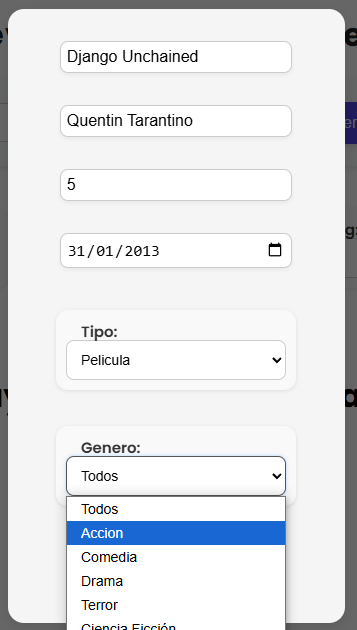 Django Unchained
Quentin Tarantino
5
31/01/2013
Tipo:
Pelicula
Genero:
Todos
Todos
Accion
Comedia
Drama
Terror
Ciencia Ficción